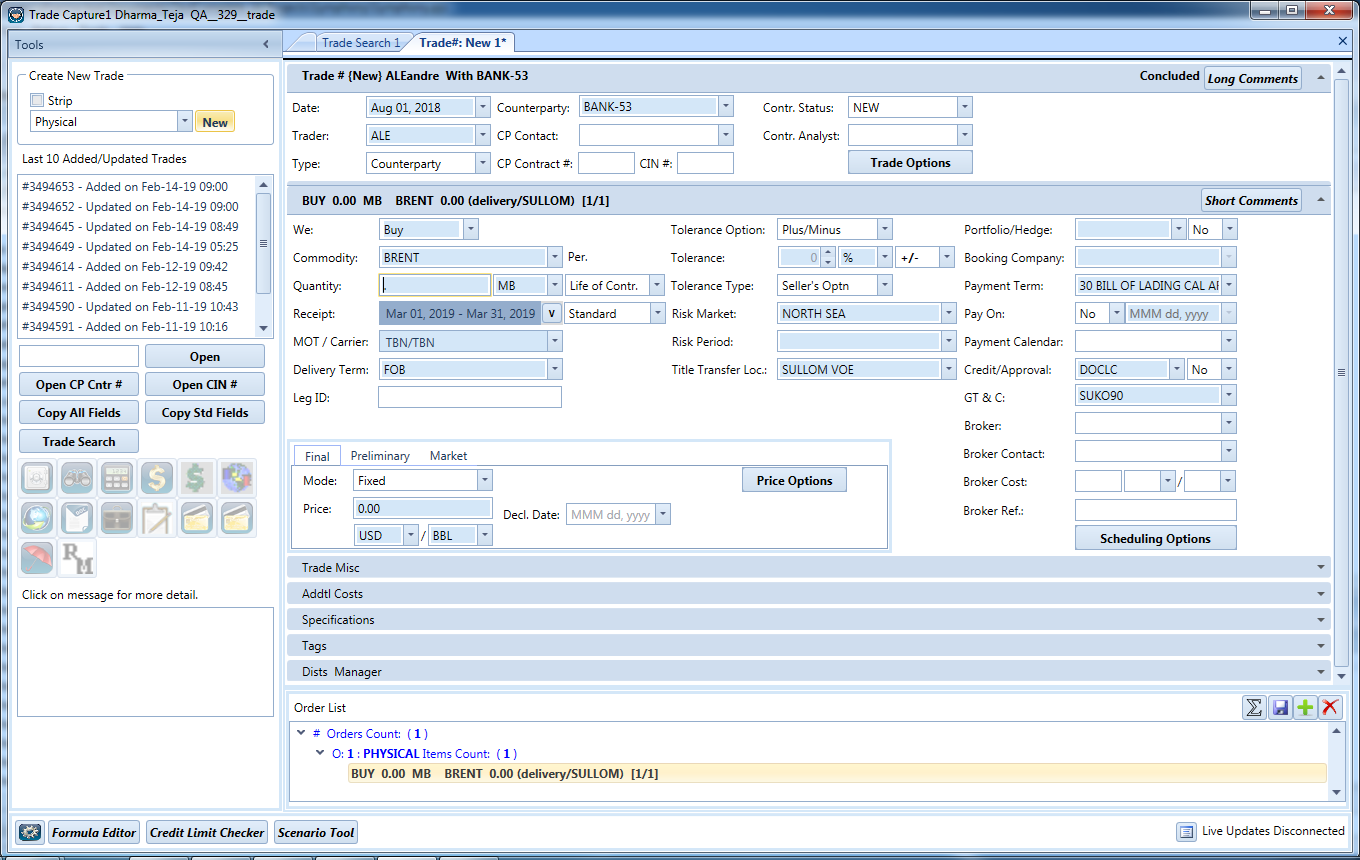 Trade Capture1 Dharma_Teja QA__329__trade
Tools
Create New Trade
Strip
Physical New
Last 10 Added/Updated Trades
#3494653 - Added on Feb-14-19 09:00
#3494652 - Updated on Feb-14-19 09:00
#3494645 - Updated on Feb-14-19 08:49
#3494649 - Updated on Feb-14-19 05:25
#3494614 - Added on Feb-12-19 09:42
#3494611 - Added on Feb-12-19 08:45
#3494590 - Updated on Feb-11-19 10:43
#3494591 - Added on Feb-11-19 10:16
Open
Open CP Cntr # Open CIN #
Copy All Fields Copy Std Fields
Trade Search
RM
Click on message for more detail.
Trade Search 1 Trade#: New 1*
Trade # {New} ALEandre With BANK-53 Concluded Long Comments
Date: Aug 01, 2018 Counterparty: BANK-53 Contr. Status: NEW
Trader: ALE CP Contact: Contr. Analyst:
Type: Counterparty CP Contract #: CIN #: Trade Options
BUY 0.00 MB BRENT 0.00 (delivery/SULLOM) [1/1] Short Comments
We: Buy Tolerance Option: Plus/Minus Portfolio/Hedge: No
Commodity: BRENT Per. Tolerance: 0 % +/- Booking Company:
Quantity: . MB Life of Contr. Tolerance Type: Seller's Optn Payment Term: 30 BILL OF LADING CAL AF
Receipt: Mar 01, 2019 - Mar 31, 2019 v Standard Risk Market: NORTH SEA Pay On: No MMM dd, yyyy
MOT / Carrier: TBN/TBN Risk Period: Payment Calendar:
Delivery Term: FOB Title Transfer Loc.: SULLOM VOE Credit/Approval: DOCLC No
Leg ID: GT & C: SUKO90
Broker:
Broker Contact:
Broker Cost: /
Broker Ref.:
Scheduling Options
Final Preliminary Market
Mode: Fixed Price Options
Price: 0.00 Decl. Date: MMM dd, yyyy
USD / BBL
Trade Misc
Addtl Costs
Specifications
Tags
Dists Manager
Order List
# Orders Count: ( 1 )
O: 1 : PHYSICAL Items Count: ( 1 )
BUY 0.00 MB BRENT 0.00 (delivery/SULLOM) [1/1]
Formula Editor Credit Limit Checker Scenario Tool Live Updates Disconnected